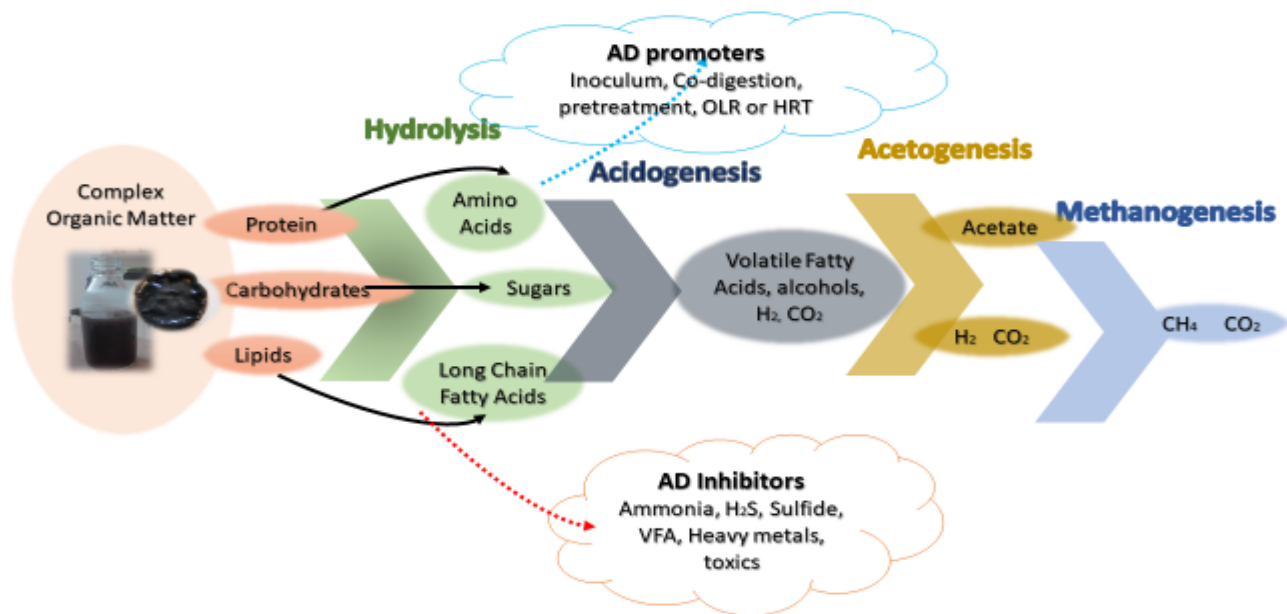 AD promoters
Inoculum, Co-digestion,
pretreatment, OLR or HRT
Hydrolysis
Acidogenesis
Acetogenesis
Methanogenesis
Complex
Organic Matter
Protein
Carbohydrates
Lipids
Amino
Acids
Sugars
Long Chain
Fatty Acids
Volatile Fatty
Acids, alcohols,
H₂, CO₂
Acetate
H₂ CO₂
CH₄ CO₂
AD Inhibitors
Ammonia, H₂S, Sulfide,
VFA, Heavy metals,
toxics